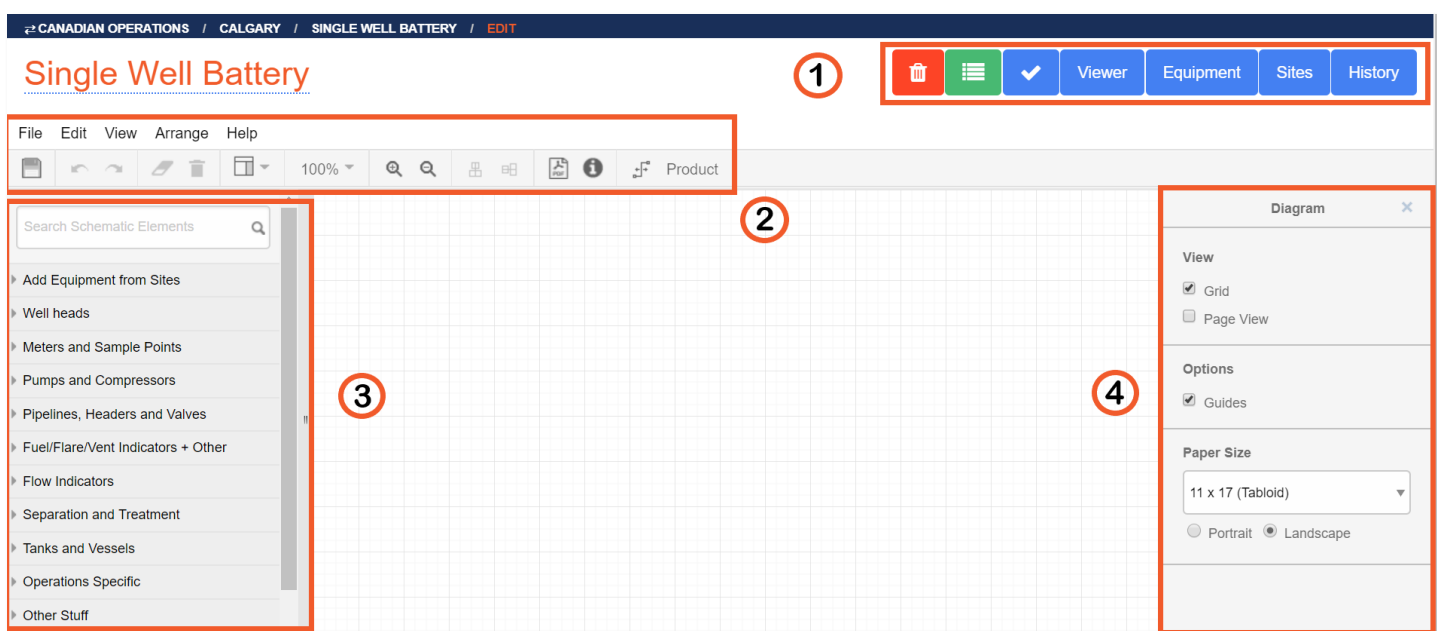 ⇄ CANADIAN OPERATIONS / CALGARY / SINGLE WELL BATTERY / EDIT
Single Well Battery
1
Viewer Equipment Sites History
File Edit View Arrange Help
100% PDF Product
2
Search Schematic Elements
Add Equipment from Sites
Well heads
Meters and Sample Points
Pumps and Compressors
Pipelines, Headers and Valves
Fuel/Flare/Vent Indicators + Other
Flow Indicators
Separation and Treatment
Tanks and Vessels
Operations Specific
Other Stuff
3
4
Diagram
View
Grid
Page View
Options
Guides
Paper Size
11 x 17 (Tabloid)
Portrait Landscape